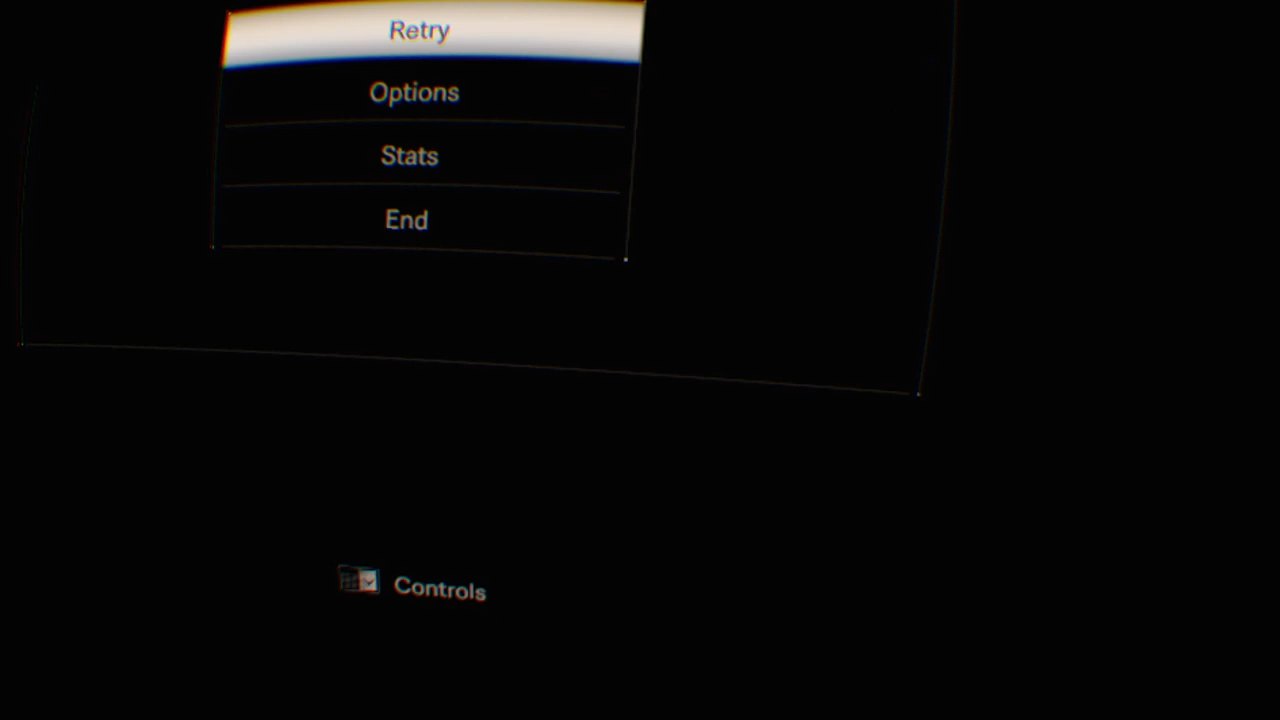 Retry
Options
Stats
End
Controls